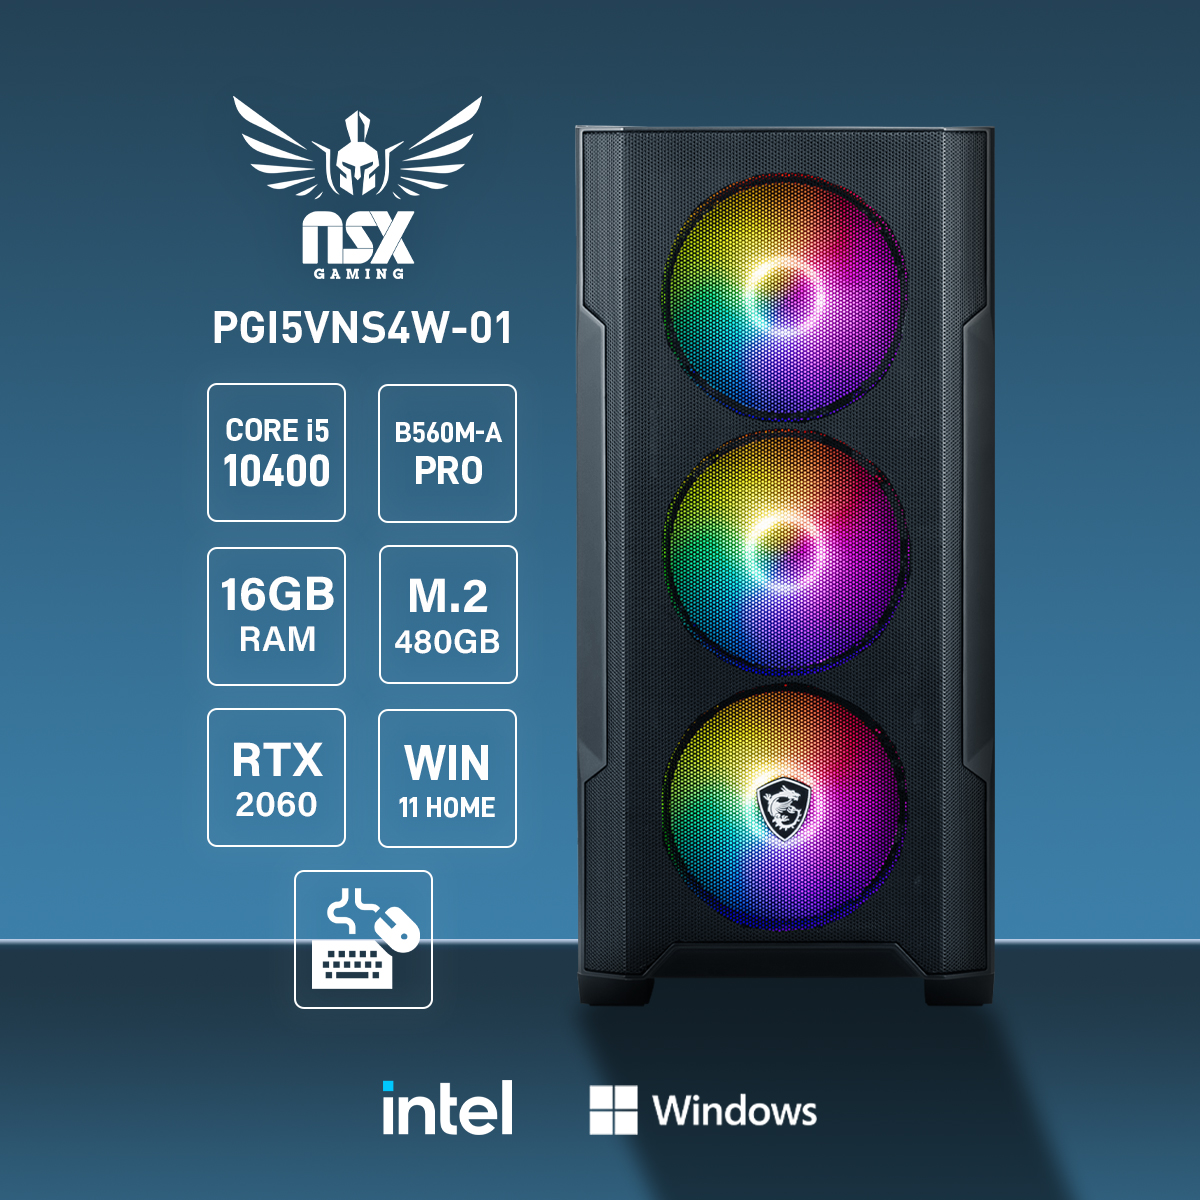 NSX
GAMING
PGI5VNS4W-01
CORE i5
10400
B560M-A
PRO
16GB
RAM
M.2
480GB
RTX
2060
WIN
11 HOME
intel
Windows